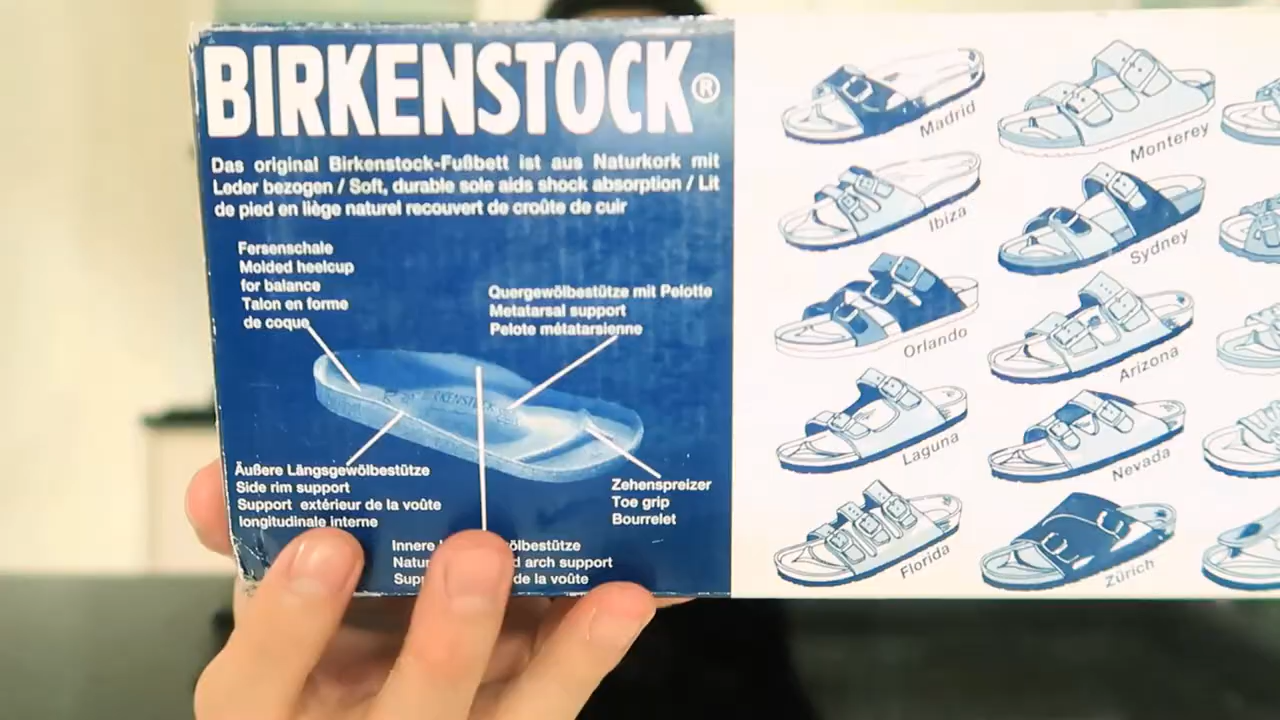 BIRKENSTOCK®
Das original Birkenstock-Fußbett ist aus Naturkork mit
Leder bezogen / Soft, durable sole aids shock absorption / Lit
de pied en liège naturel recouvert de croûte de cuir
Fersenschale
Molded heelcup
for balance
Talon en forme
de coque
Quergewölbestütze mit Pelotte
Metatarsal support
Pelote métatarsienne
BIRKENSTOCK
Äußere Längsgewölbestütze
Side rim support
Support extérieur de la voûte
longitudinale interne
Zehenspreizer
Toe grip
Bourrelet
Innere
arch support
de la voûte
Madrid
Monterey
Ibiza
Sydney
Orlando
Arizona
Laguna
Nevada
Florida
Zürich